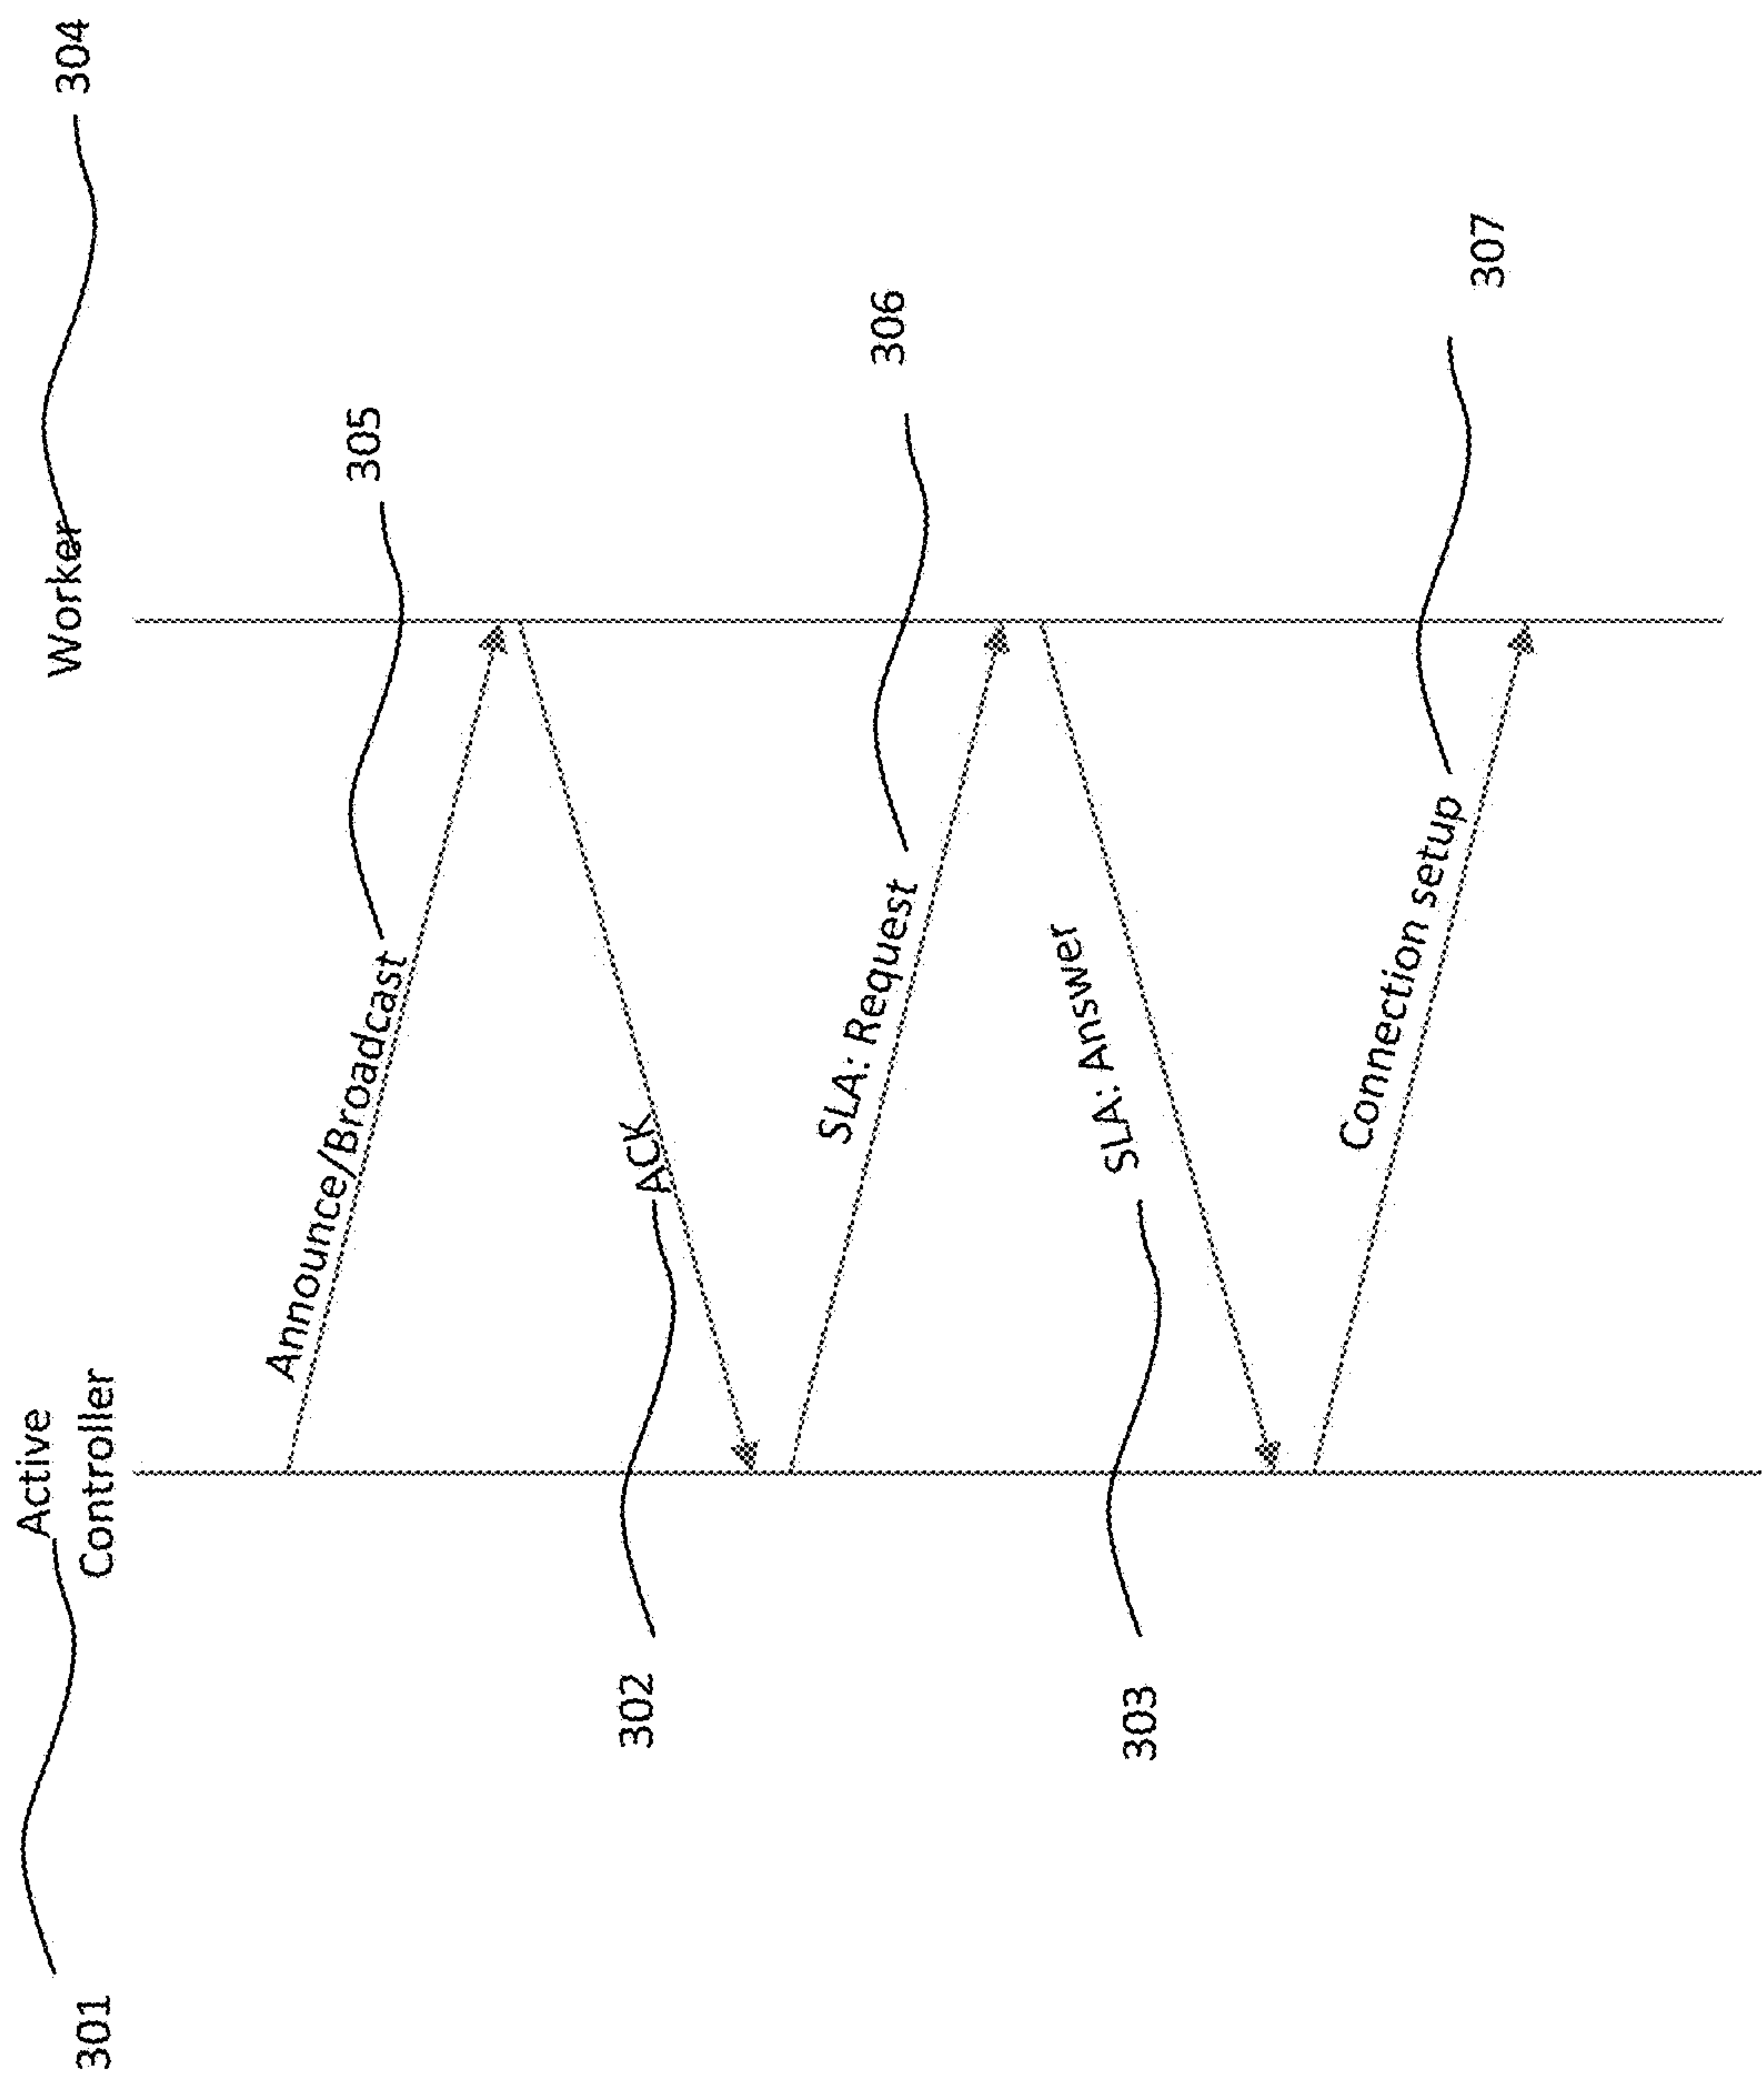 301
Active
Controller
Worker
304
Announce/Broadcast
305
302
ACK
SLA: Request
306
303
SLA: Answer
Connection setup
307